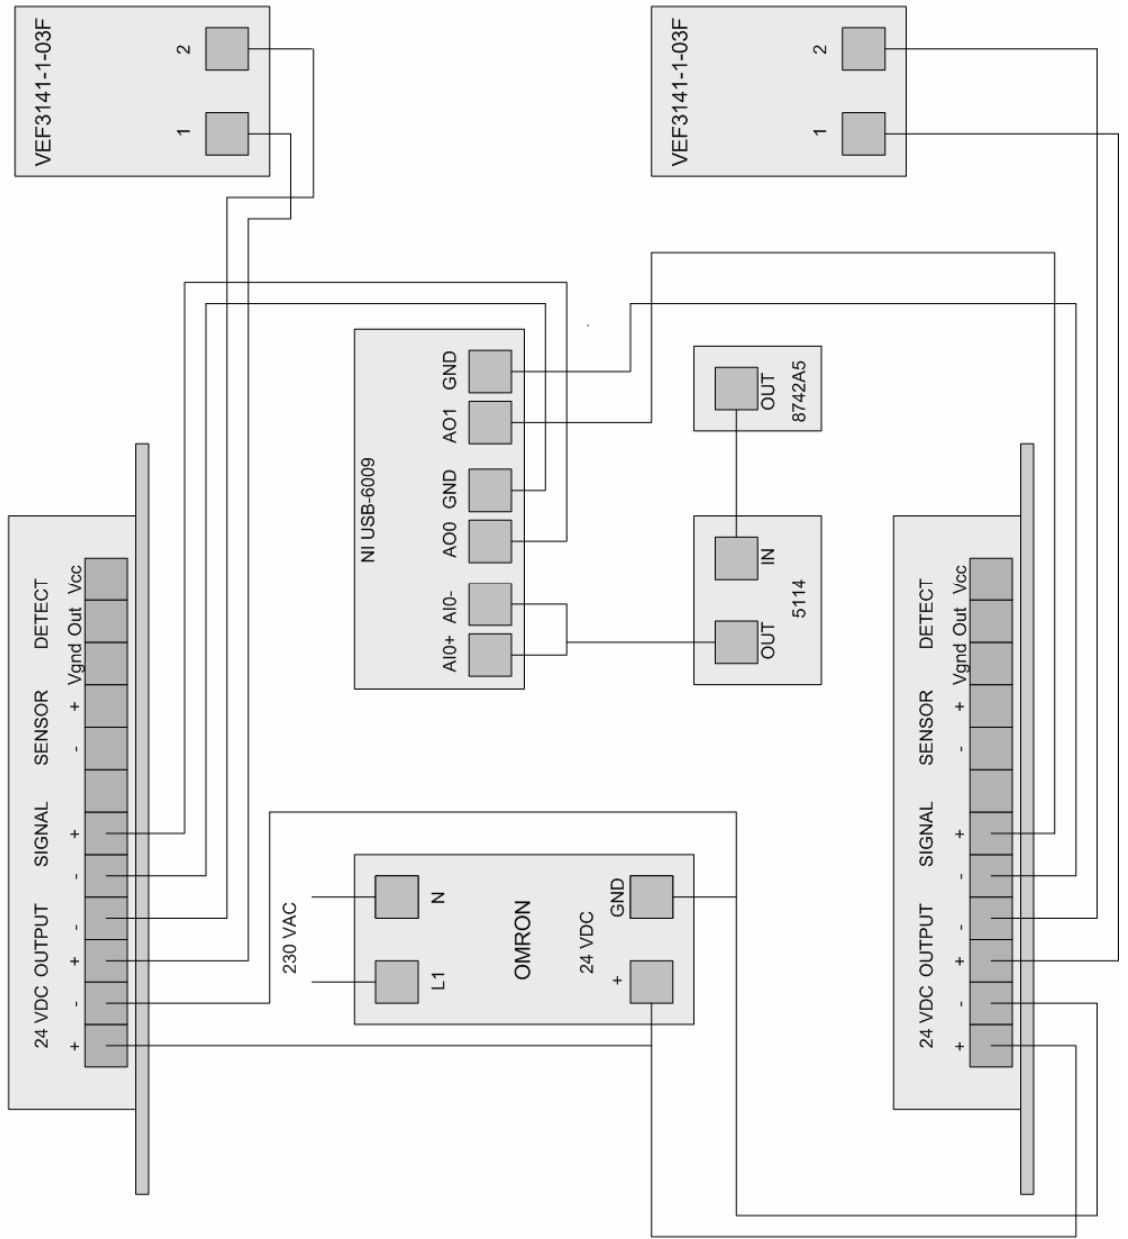 VEF3141-1-03F
2
1
VEF3141-1-03F
2
1
NI USB-6009
GND
AO1
GND
AO0
AI0-
AI0+
OUT
8742A5
IN
OUT
5114
24 VDC OUTPUT SIGNAL SENSOR DETECT
+ - + - - + - + Vgnd Out Vcc
230 VAC
L1
N
OMRON
24 VDC
+
GND
24 VDC OUTPUT SIGNAL SENSOR DETECT
+ - + - - + - + Vgnd Out Vcc